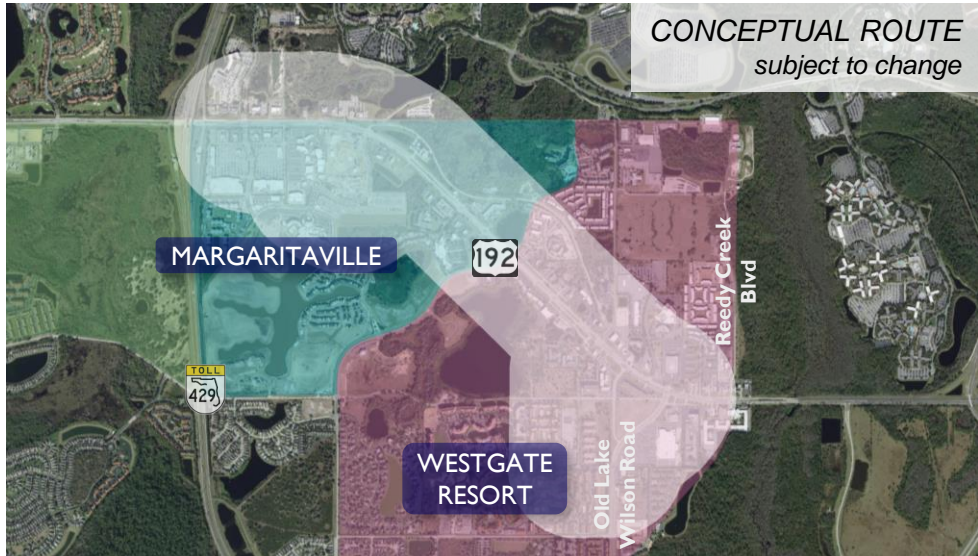 CONCEPTUAL ROUTE
subject to change
MARGARITAVILLE
192
Reedy Creek
Blvd
TOLL
429
WESTGATE
RESORT
Old Lake
Wilson Road